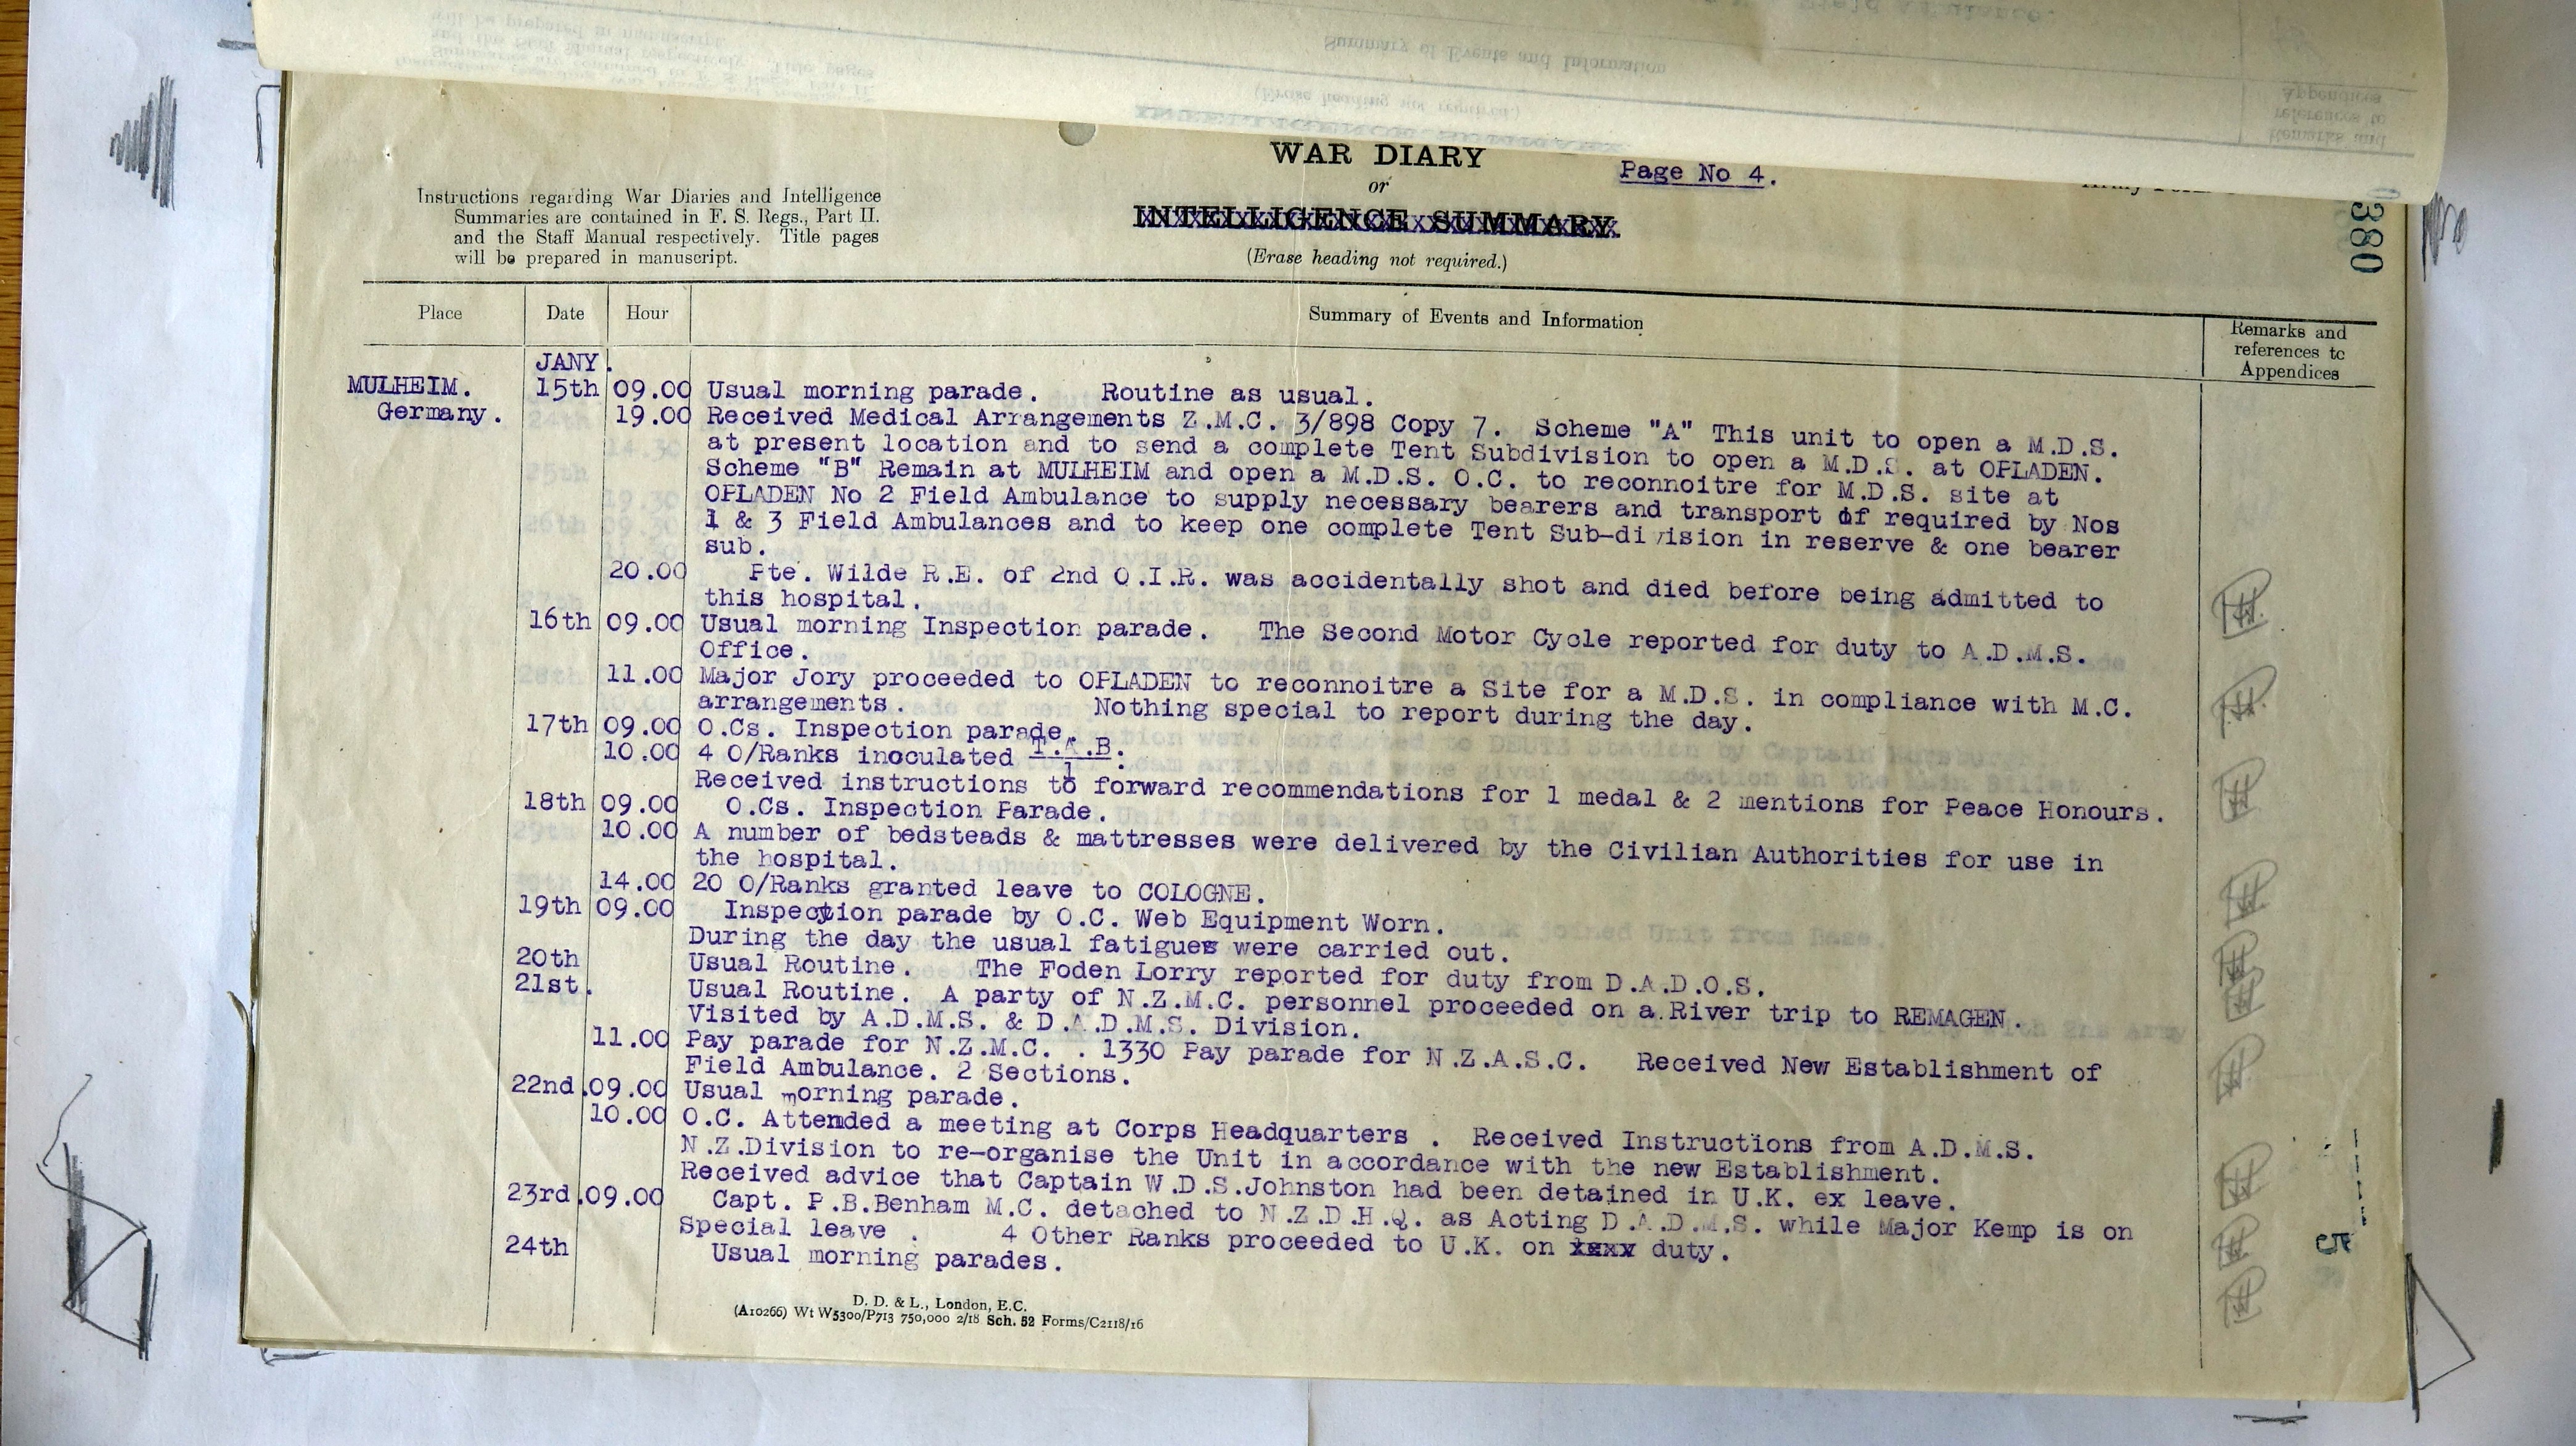 WAR DIARY
Page No 4.
or
INTELLIGENCE SUMMARY.
(Erase heading not required.)
Instructions regarding War Diaries and Intelligence
Summaries are contained in F. S. Regs., Part II.
and the Staff Manual respectively. Title pages
will be prepared in manuscript.
0380
Place Date Hour Summary of Events and Information Remarks and references to Appendices
JANY.
MULHEIM. 15th 09.00 Usual morning parade. Routine as usual.
Germany. 19.00 Received Medical Arrangements Z.M.C. 3/898 Copy 7. Scheme "A" This unit to open a M.D.S.
at present location and to send a complete Tent Subdivision to open a M.D.S. at OPLADEN.
Scheme "B" Remain at MULHEIM and open a M.D.S. O.C. to reconnoitre for M.D.S. site at
OPLADEN No 2 Field Ambulance to supply necessary bearers and transport if required by Nos
1 & 3 Field Ambulances and to keep one complete Tent Sub-division in reserve & one bearer
sub.
20.00 Pte. Wilde R.E. of 2nd O.I.R. was accidentally shot and died before being admitted to
this hospital.
16th 09.00 Usual morning Inspection parade. The Second Motor Cycle reported for duty to A.D.M.S.
Office.
11.00 Major Jory proceeded to OPLADEN to reconnoitre a Site for a M.D.S. in compliance with M.C.
arrangements. Nothing special to report during the day.
17th 09.00 O.Cs. Inspection parade.
10.00 4 O/Ranks inoculated T.A.B.
1
Received instructions to forward recommendations for 1 medal & 2 mentions for Peace Honours.
18th 09.00 O.Cs. Inspection Parade.
10.00 A number of bedsteads & mattresses were delivered by the Civilian Authorities for use in
the hospital.
14.00 20 O/Ranks granted leave to COLOGNE.
19th 09.00 Inspection parade by O.C. Web Equipment Worn.
During the day the usual fatigues were carried out.
20th Usual Routine. The Foden Lorry reported for duty from D.A.D.O.S.
21st. Usual Routine. A party of N.Z.M.C. personnel proceeded on a River trip to REMAGEN.
Visited by A.D.M.S. & D.A.D.M.S. Division.
11.00 Pay parade for N.Z.M.C. . 1330 Pay parade for N.Z.A.S.C. Received New Establishment of
Field Ambulance. 2 Sections.
22nd.09.00 Usual morning parade.
10.00 O.C. Attended a meeting at Corps Headquarters . Received Instructions from A.D.M.S.
N.Z.Division to re-organise the Unit in accordance with the new Establishment.
Received advice that Captain W.D.S.Johnston had been detained in U.K. ex leave.
23rd.09.00 Capt. P.B.Benham M.C. detached to N.Z.D.H.Q. as Acting D.A.D.M.S. while Major Kemp is on
Special leave . 4 Other Ranks proceeded to U.K. on xxxx duty.
24th Usual morning parades.
5
D. D. & L., London, E.C.
(A10266) Wt W5300/P713 750,000 2/18 Sch. 52 Forms/C2118/16